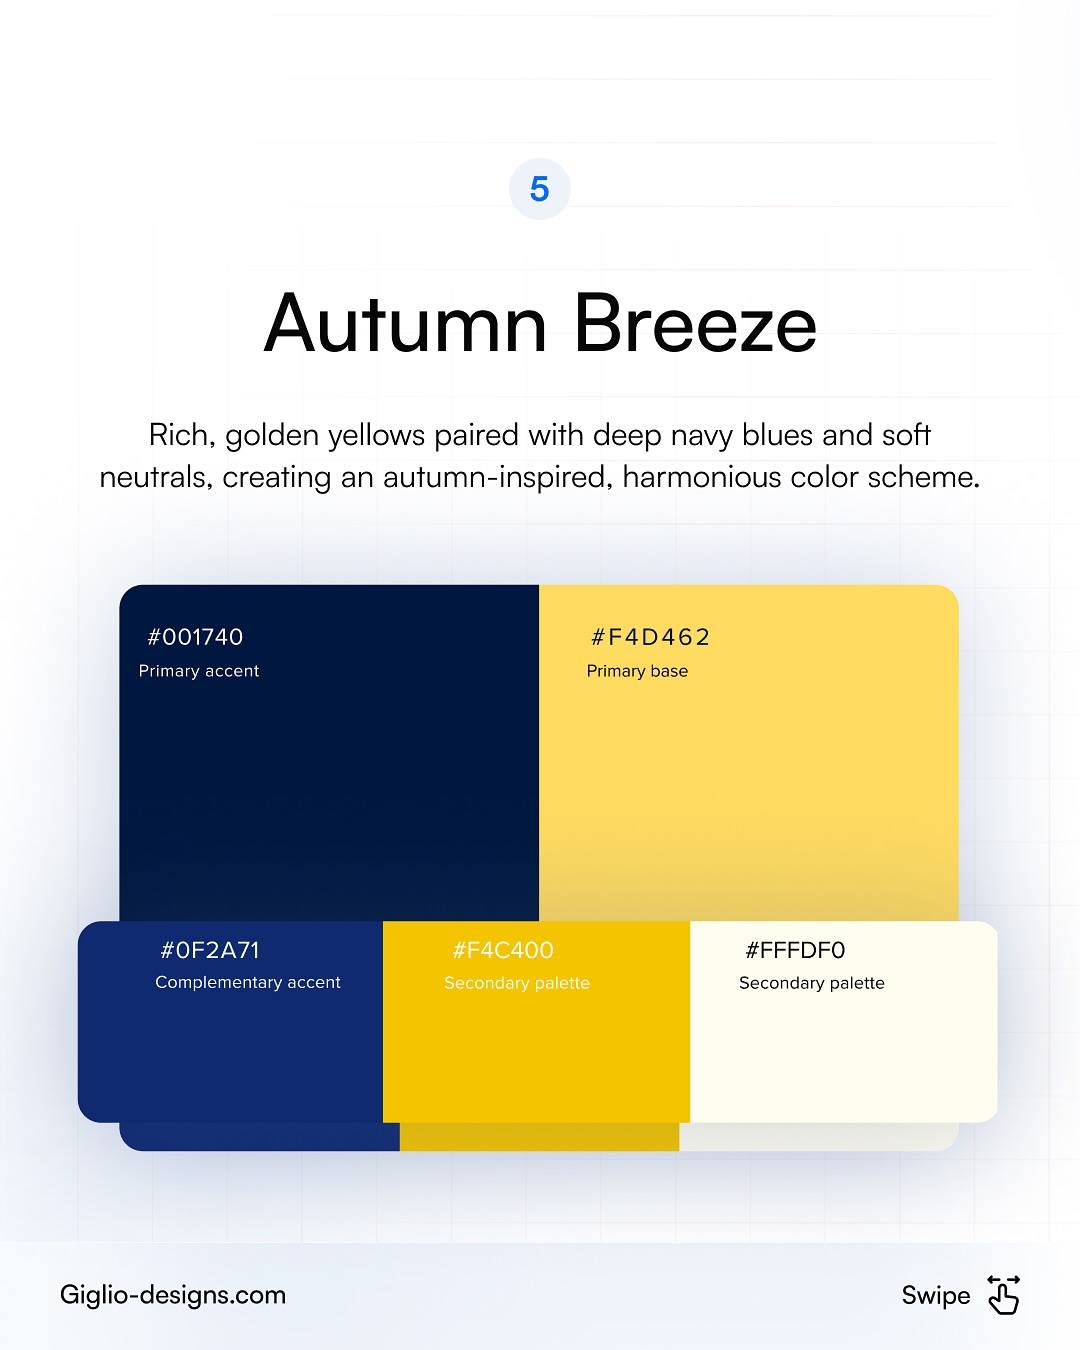 5
Autumn Breeze
Rich, golden yellows paired with deep navy blues and soft
neutrals, creating an autumn-inspired, harmonious color scheme.
#001740
Primary accent
#F4D462
Primary base
#0F2A71
Complementary accent
#F4C400
Secondary palette
#FFFDF0
Secondary palette
Giglio-designs.com
Swipe